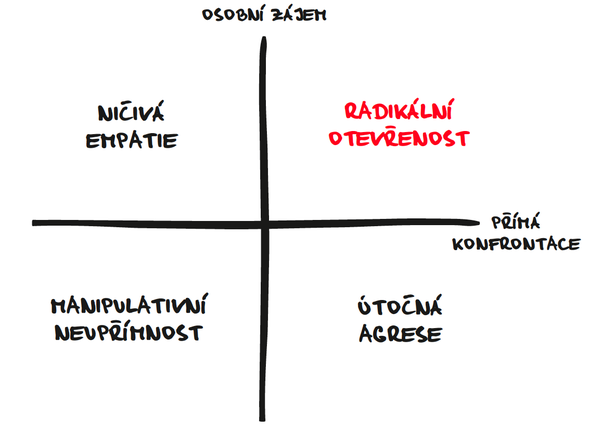 OSOBNÍ ZÁJEM
NIČIVÁ
EMPATIE
RADIKÁLNÍ
OTEVŘENOST
PŘÍMÁ
KONFRONTACE
MANIPULATIVNÍ
NEUPŘÍMNOST
ÚTOČNÁ
AGRESE